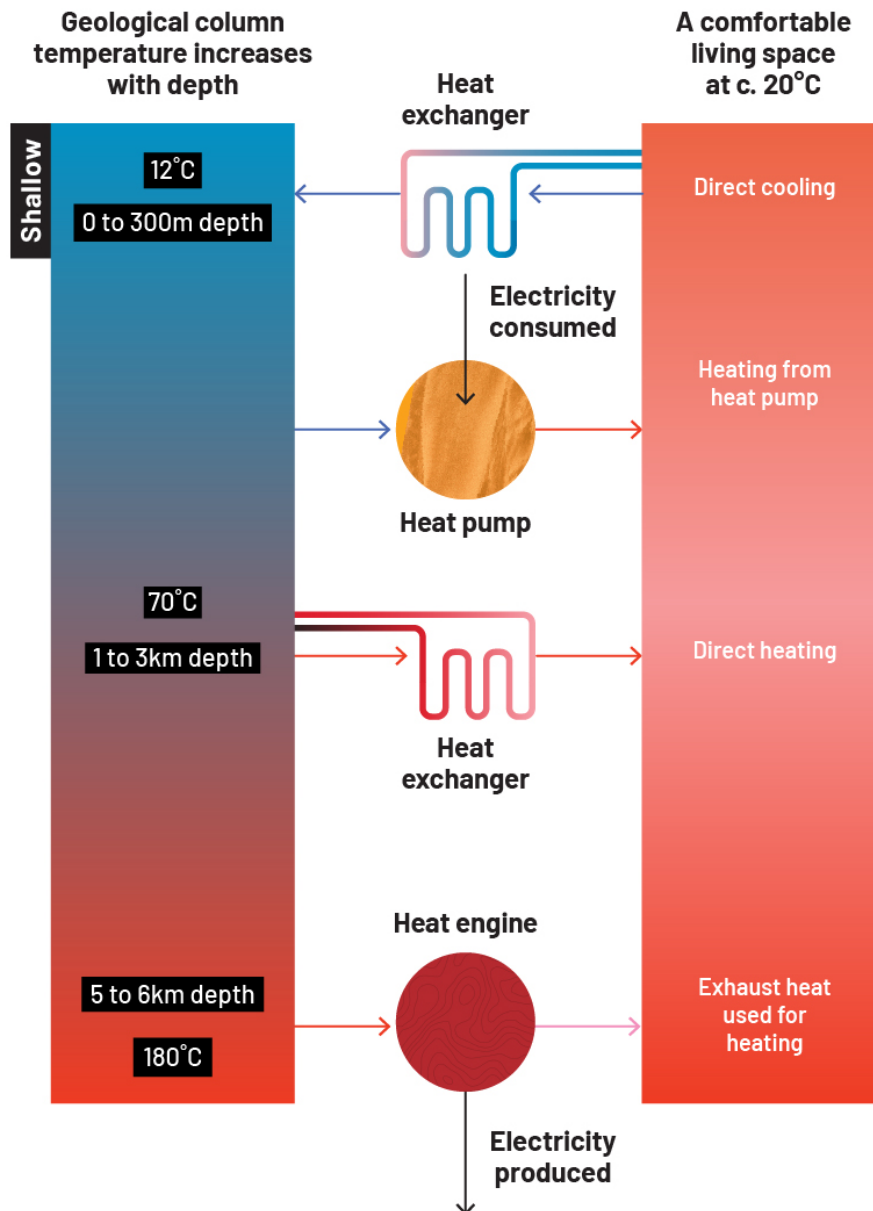 Geological column
temperature increases
with depth
A comfortable
living space
at c. 20°C
Heat
exchanger
Shallow
12°C
0 to 300m depth
Direct cooling
Electricity
consumed
Heating from
heat pump
Heat pump
70°C
1 to 3km depth
Direct heating
Heat
exchanger
Heat engine
5 to 6km depth
180°C
Exhaust heat
used for
heating
Electricity
produced